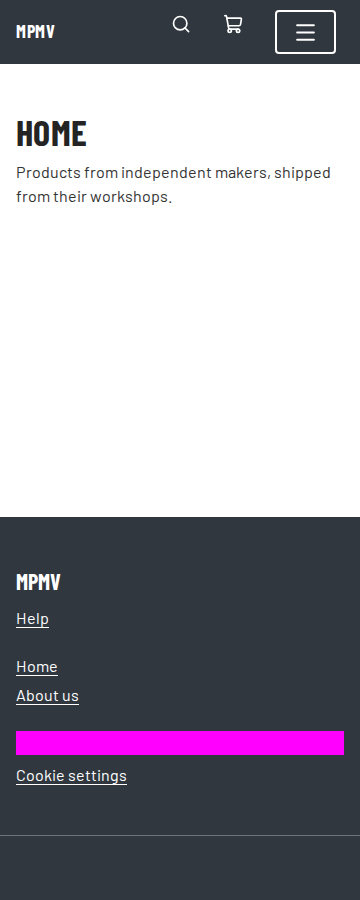 MPMV
HOME
Products from independent makers, shipped
from their workshops.
MPMV
Help
Home
About us
Cookie settings